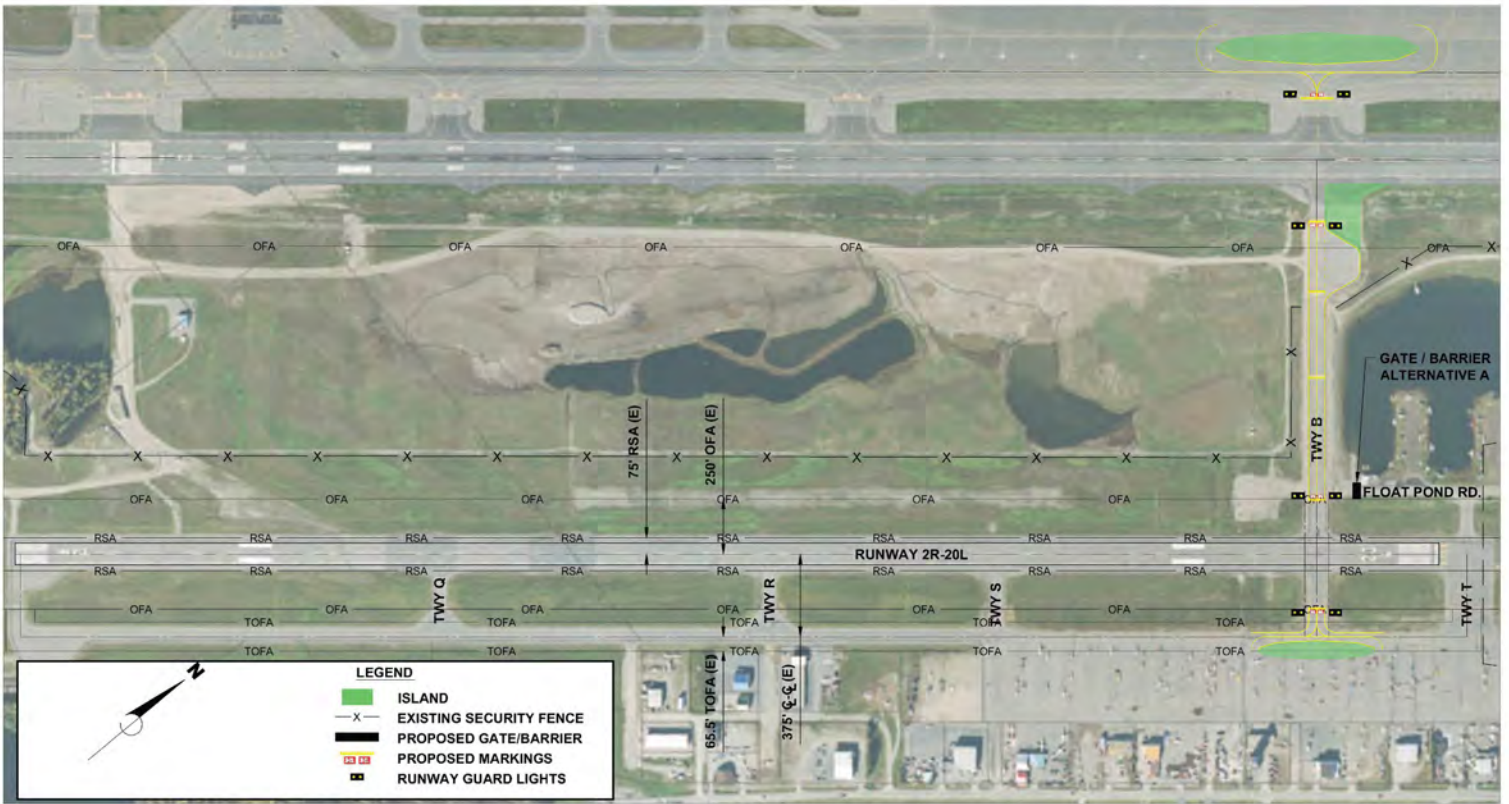 OFA OFA OFA OFA OFA OFA OFA OFA
X X
GATE / BARRIER
ALTERNATIVE A
X
X
X
TWY B
75' RSA (E)
250' OFA (E)
X X X X X X X X X X X X X
OFA OFA OFA OFA OFA OFA
FLOAT POND RD.
RSA RSA RSA RSA RSA RSA RSA RSA RSA
RUNWAY 2R-20L
RSA RSA RSA RSA RSA RSA RSA RSA RSA
TWY Q
TWY R
TWY S
TWY T
OFA OFA OFA OFA OFA OFA
TOFA TOFA TOFA TOFA TOFA
TOFA TOFA TOFA TOFA TOFA
65.5' TOFA (E)
375' ℄-℄ (E)
N
LEGEND
ISLAND
X EXISTING SECURITY FENCE
PROPOSED GATE/BARRIER
PROPOSED MARKINGS
RUNWAY GUARD LIGHTS